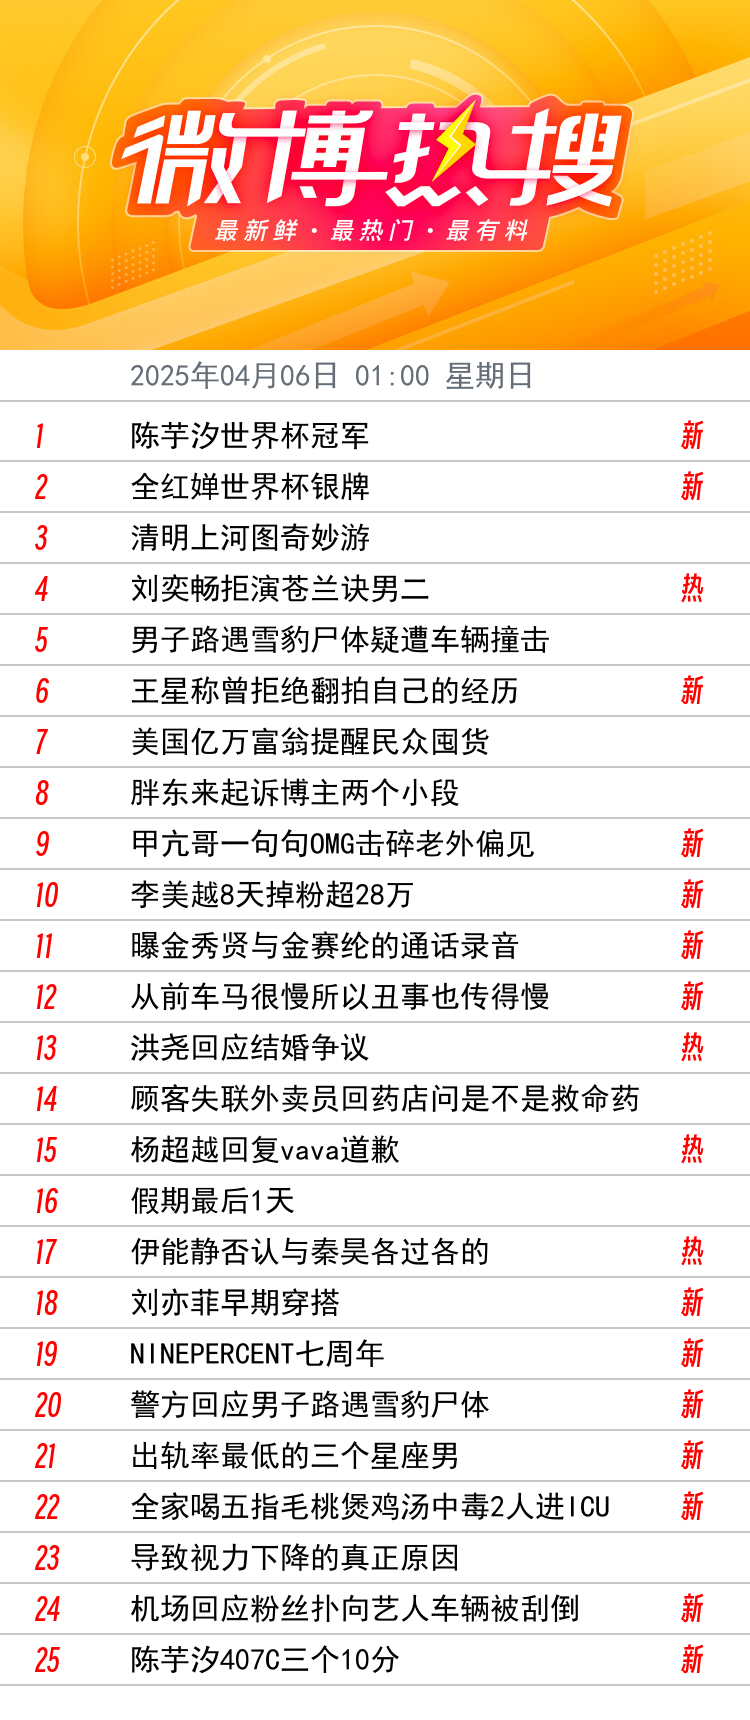 微博热搜
最新鲜·最热门·最有料
2025年04月06日 01:00 星期日
1 陈芋汐世界杯冠军 新
2 全红婵世界杯银牌 新
3 清明上河图奇妙游
4 刘奕畅拒演苍兰诀男二 热
5 男子路遇雪豹尸体疑遭车辆撞击
6 王星称曾拒绝翻拍自己的经历 新
7 美国亿万富翁提醒民众囤货
8 胖东来起诉博主两个小段
9 甲亢哥一句句OMG击碎老外偏见 新
10 李美越8天掉粉超28万 新
11 曝金秀贤与金赛纶的通话录音 新
12 从前车马很慢所以丑事也传得慢 新
13 洪尧回应结婚争议 热
14 顾客失联外卖员回药店问是不是救命药
15 杨超越回复vava道歉 热
16 假期最后1天
17 伊能静否认与秦昊各过各的 热
18 刘亦菲早期穿搭 新
19 NINEPERCENT七周年 新
20 警方回应男子路遇雪豹尸体 新
21 出轨率最低的三个星座男 新
22 全家喝五指毛桃煲鸡汤中毒2人进ICU 新
23 导致视力下降的真正原因
24 机场回应粉丝扑向艺人车辆被刮倒 新
25 陈芋汐407C三个10分 新